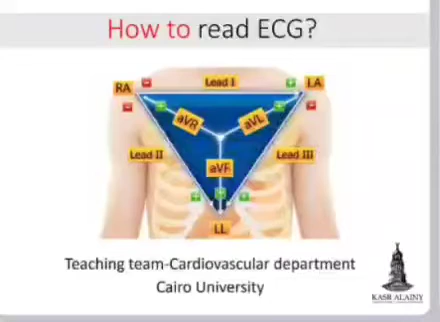 How to read ECG?
RA - Lead I + LA
- + + -
aVR aVL
Lead II Lead III
aVF
+ + +
LL
Teaching team-Cardiovascular department
Cairo University
KASR ALAINY